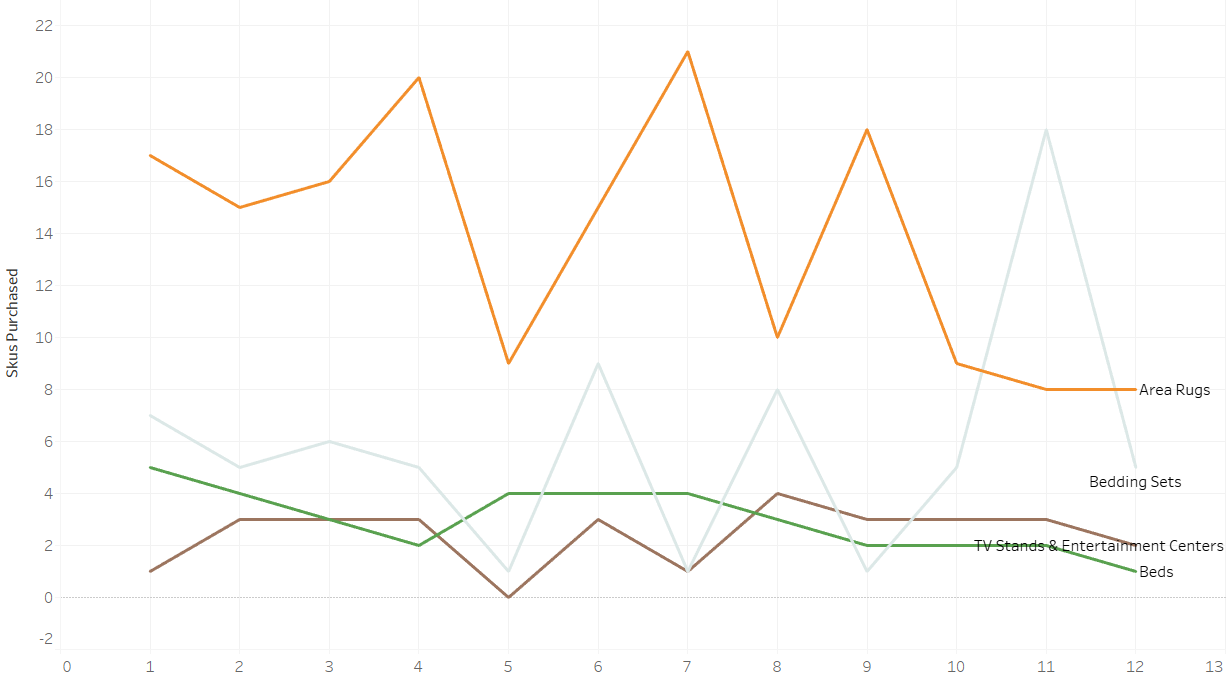 22
20
18
16
14
12
10
8
6
4
2
0
-2
Skus Purchased
Area Rugs
Bedding Sets
TV Stands & Entertainment Centers
Beds
0 1 2 3 4 5 6 7 8 9 10 11 12 13